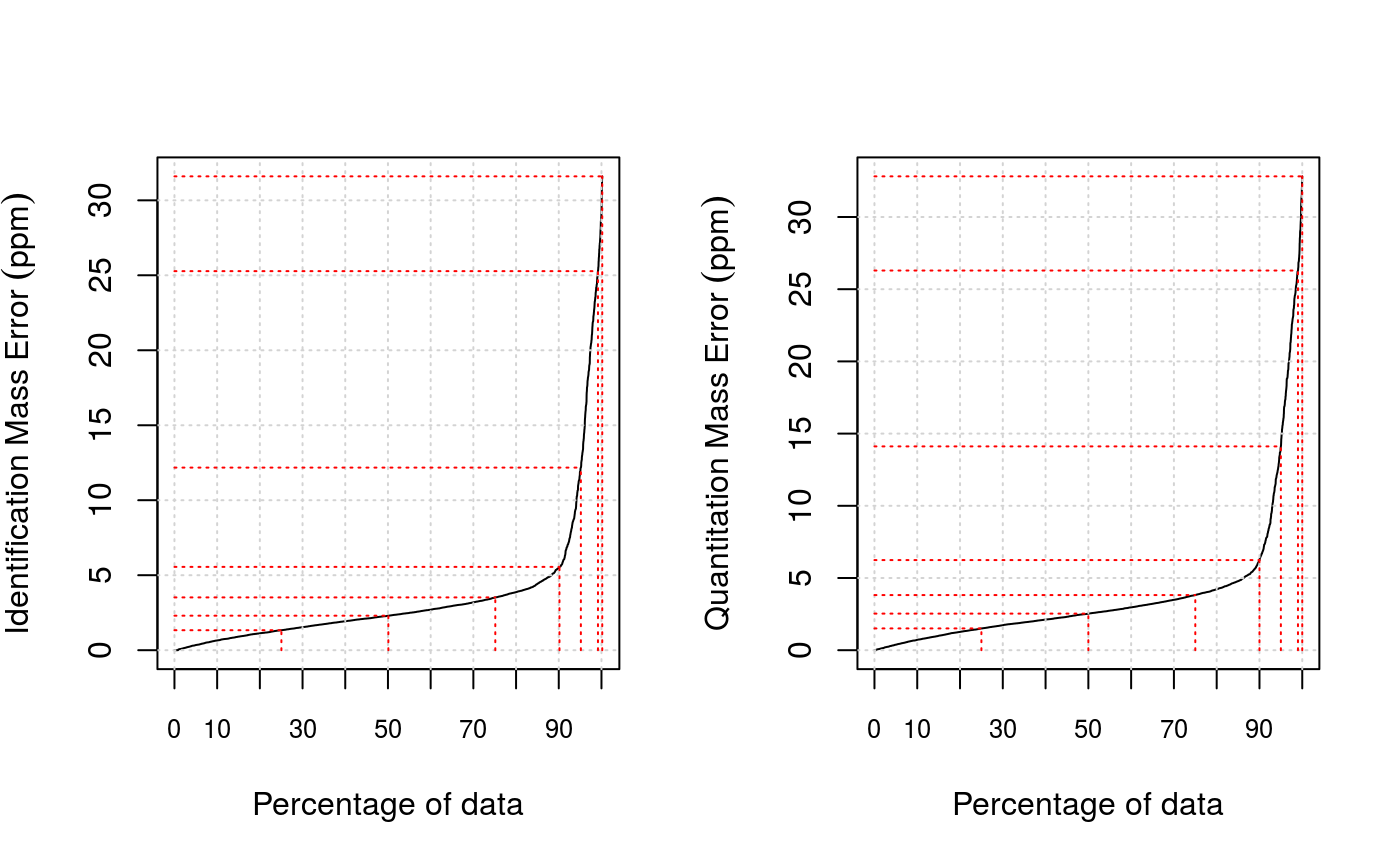 Identification Mass Error (ppm)
0 5 10 15 20 25 30
0 10 30 50 70 90
Percentage of data
Quantitation Mass Error (ppm)
0 5 10 15 20 25 30
0 10 30 50 70 90
Percentage of data